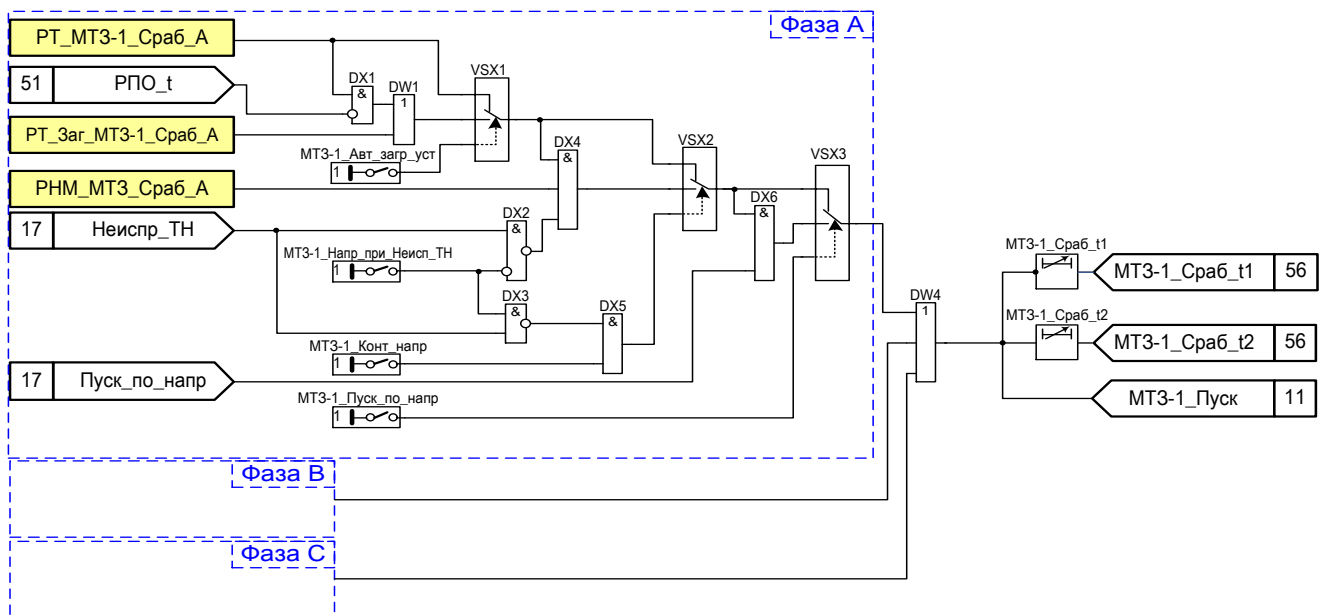 Фаза А
РТ_МТЗ-1_Сраб_А
51 РПО_t
DX1
&
DW1
1
VSX1
РТ_Заг_МТЗ-1_Сраб_А
МТЗ-1_Авт_загр_уст
1
DX4
&
VSX2
VSX3
РНМ_МТЗ_Сраб_А
17 Неиспр_ТН
DX2
&
DX6
&
МТЗ-1_Напр_при_Неисп_ТН
1
DX3
&
DX5
&
МТЗ-1_Конт_напр
1
17 Пуск_по_напр
МТЗ-1_Пуск_по_напр
1
DW4
1
МТЗ-1_Сраб_t1
МТЗ-1_Сраб_t1 56
МТЗ-1_Сраб_t2
МТЗ-1_Сраб_t2 56
МТЗ-1_Пуск 11
Фаза В
Фаза С